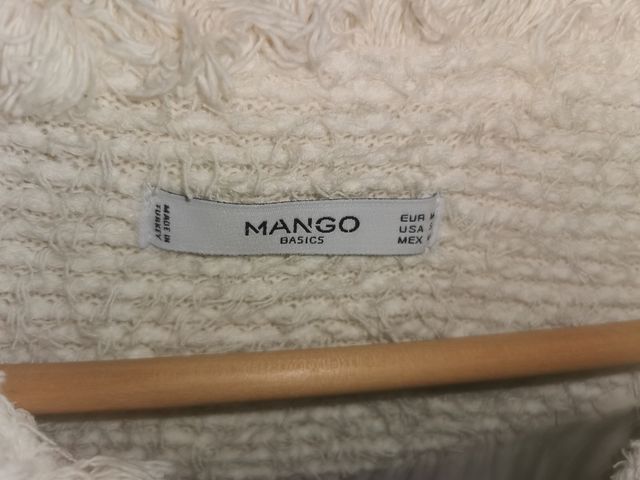 MADE IN
TURKEY
MANGO
BASICS
EUR M
USA
MEX